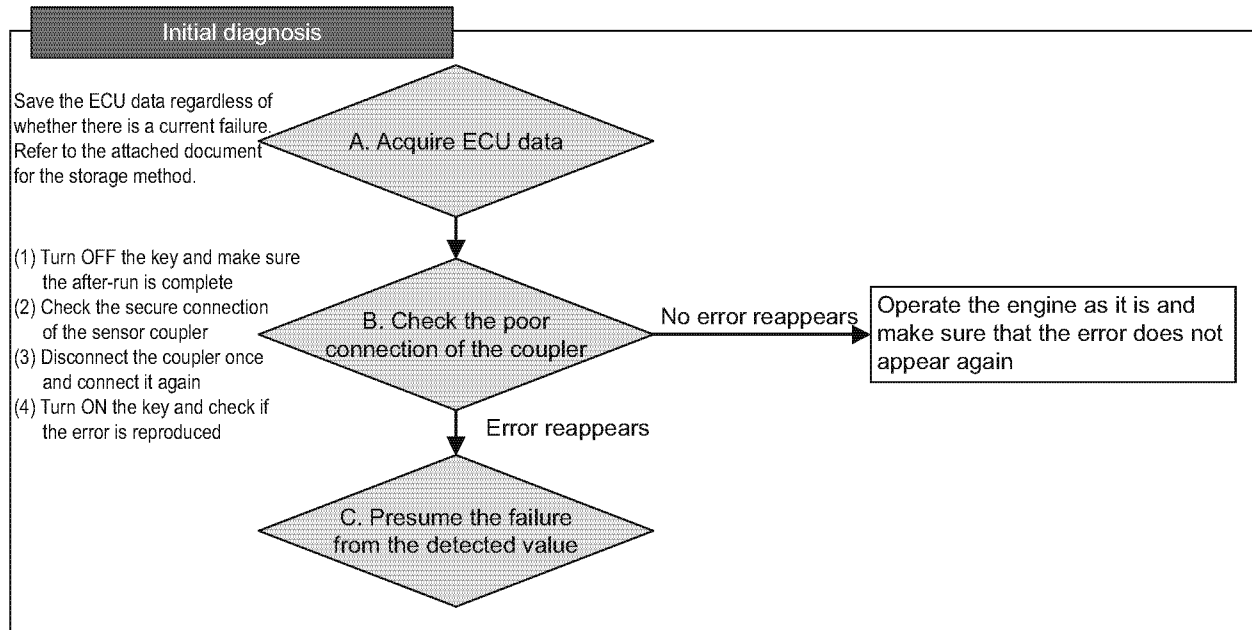 Initial diagnosis
Save the ECU data regardless of
whether there is a current failure.
Refer to the attached document
for the storage method.
A. Acquire ECU data
(1) Turn OFF the key and make sure
the after-run is complete
(2) Check the secure connection
of the sensor coupler
(3) Disconnect the coupler once
and connect it again
(4) Turn ON the key and check if
the error is reproduced
B. Check the poor
connection of the coupler
No error reappears
Operate the engine as it is and
make sure that the error does not
appear again
Error reappears
C. Presume the failure
from the detected value